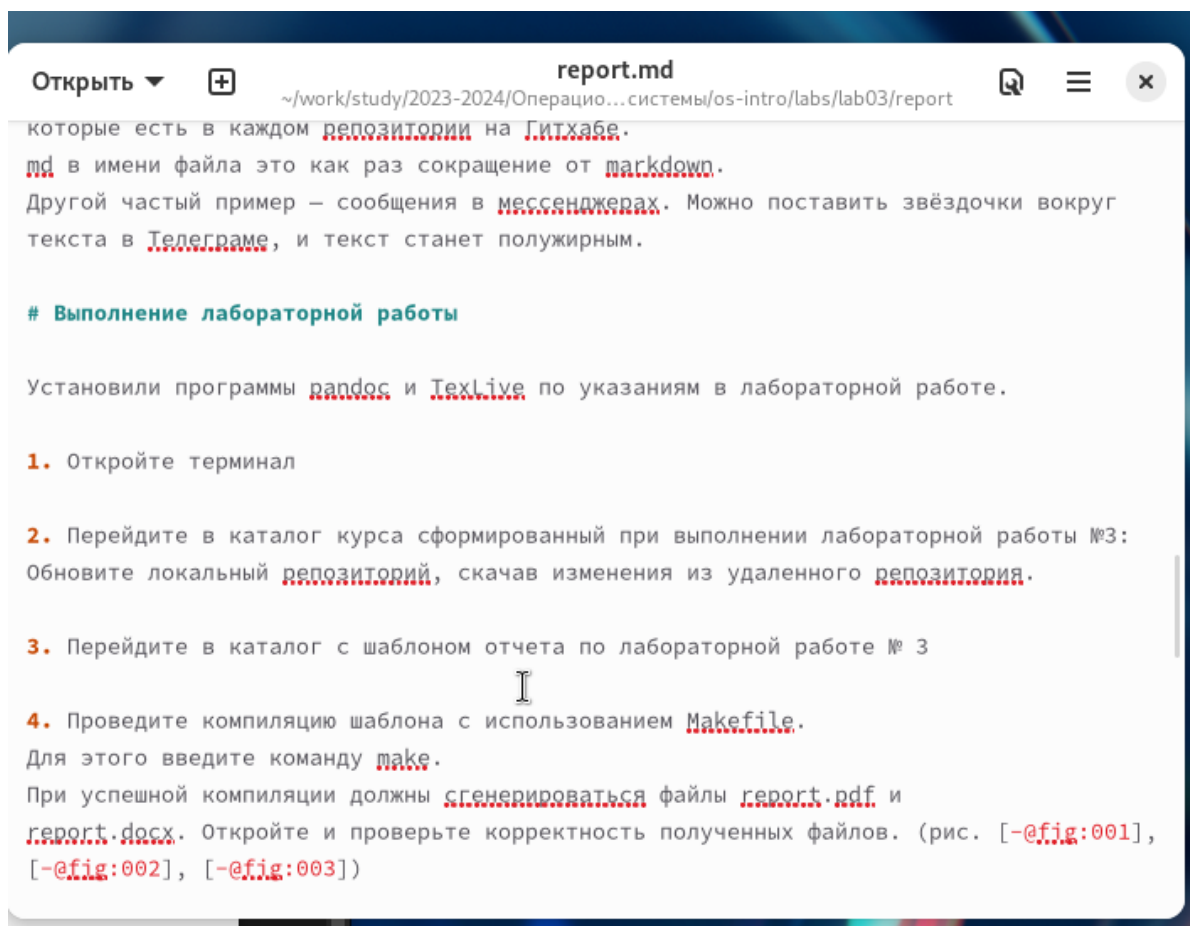 Открыть
report.md
~/work/study/2023-2024/Операцио…системы/os-intro/labs/lab03/report
которые есть в каждом репозитории на Гитхабе.
md в имени файла это как раз сокращение от markdown.
Другой частый пример — сообщения в мессенджерах. Можно поставить звёздочки вокруг
текста в Телеграме, и текст станет полужирным.
# Выполнение лабораторной работы
Установили программы pandoc и TexLive по указаниям в лабораторной работе.
1. Откройте терминал
2. Перейдите в каталог курса сформированный при выполнении лабораторной работы №3:
Обновите локальный репозиторий, скачав изменения из удаленного репозитория.
3. Перейдите в каталог с шаблоном отчета по лабораторной работе № 3
4. Проведите компиляцию шаблона с использованием Makefile.
Для этого введите команду make.
При успешной компиляции должны сгенерироваться файлы report.pdf и
report.docx. Откройте и проверьте корректность полученных файлов. (рис. [-@fig:001],
[-@fig:002], [-@fig:003])